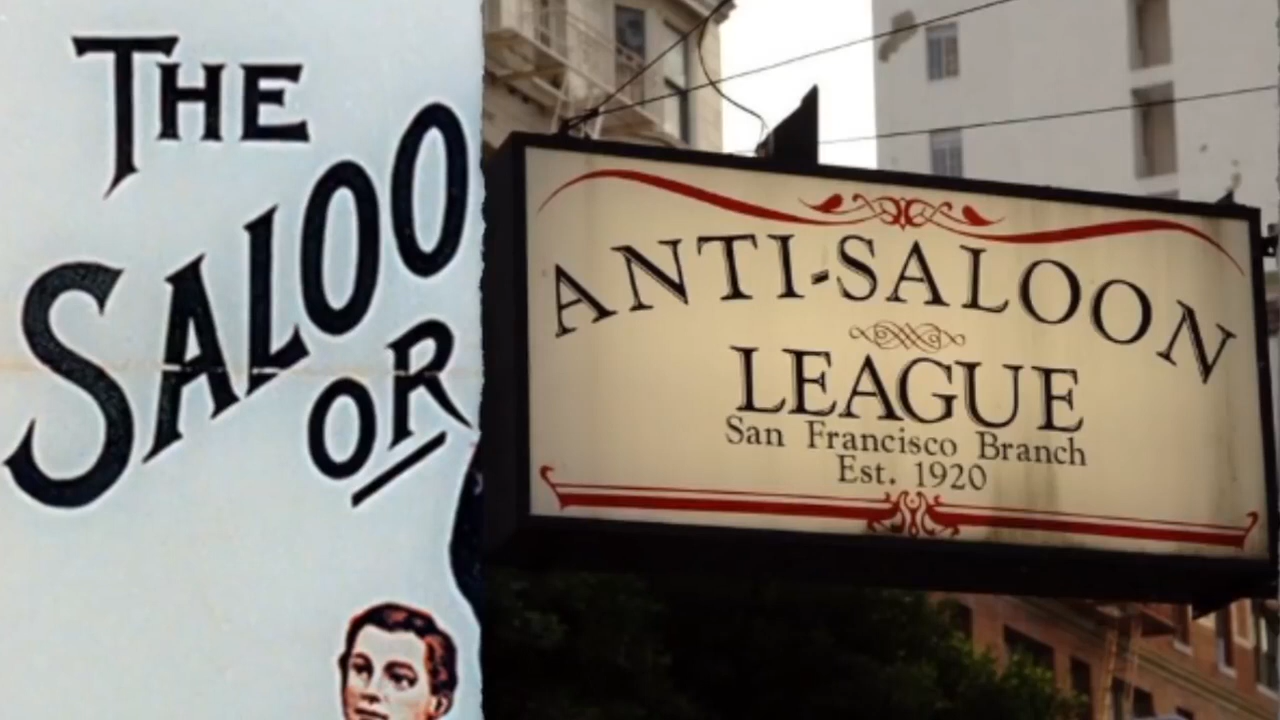 THE
SALOO
OR
ANTI-SALOON
LEAGUE
San Francisco Branch
Est. 1920